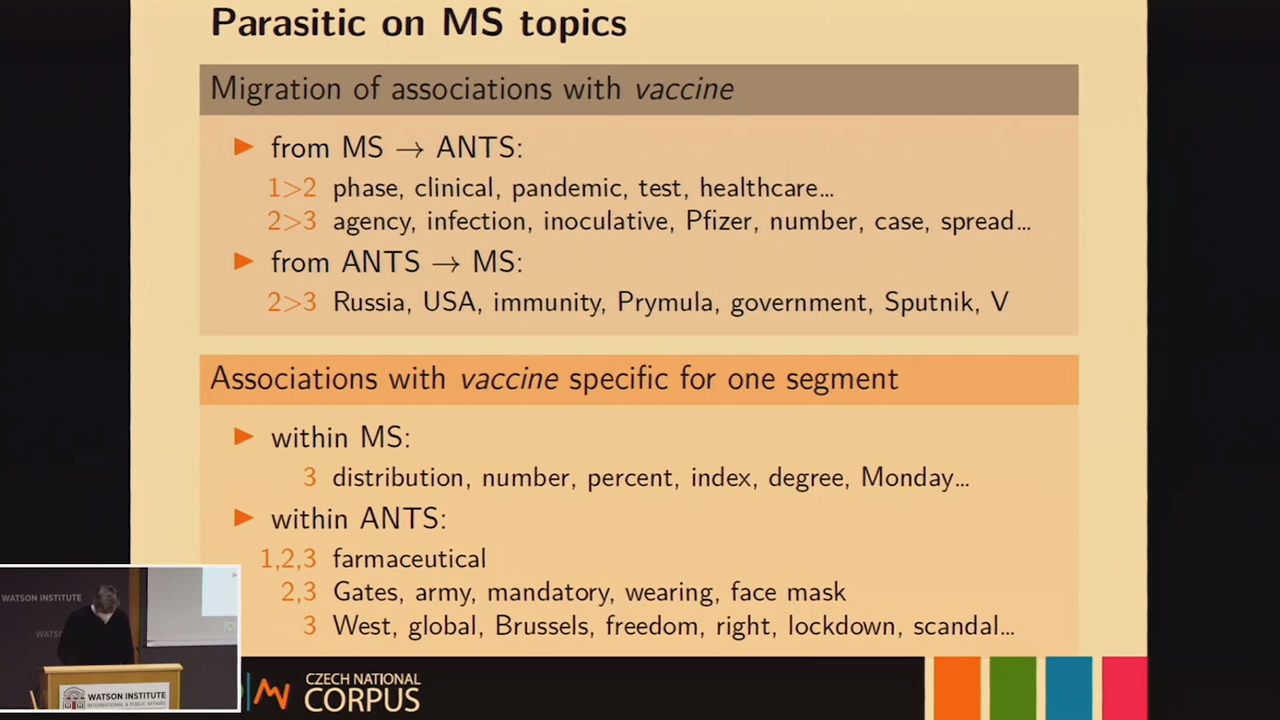 Parasitic on MS topics
Migration of associations with vaccine
► from MS → ANTS:
1>2 phase, clinical, pandemic, test, healthcare…
2>3 agency, infection, inoculative, Pfizer, number, case, spread…
► from ANTS → MS:
2>3 Russia, USA, immunity, Prymula, government, Sputnik, V
Associations with vaccine specific for one segment
► within MS:
3 distribution, number, percent, index, degree, Monday…
► within ANTS:
1,2,3 farmaceutical
2,3 Gates, army, mandatory, wearing, face mask
3 West, global, Brussels, freedom, right, lockdown, scandal…
WATSON INSTITUTE
WATS
WATSON INSTITUTE
INTERNATIONAL & PUBLIC AFFAIRS
CZECH NATIONAL
CORPUS